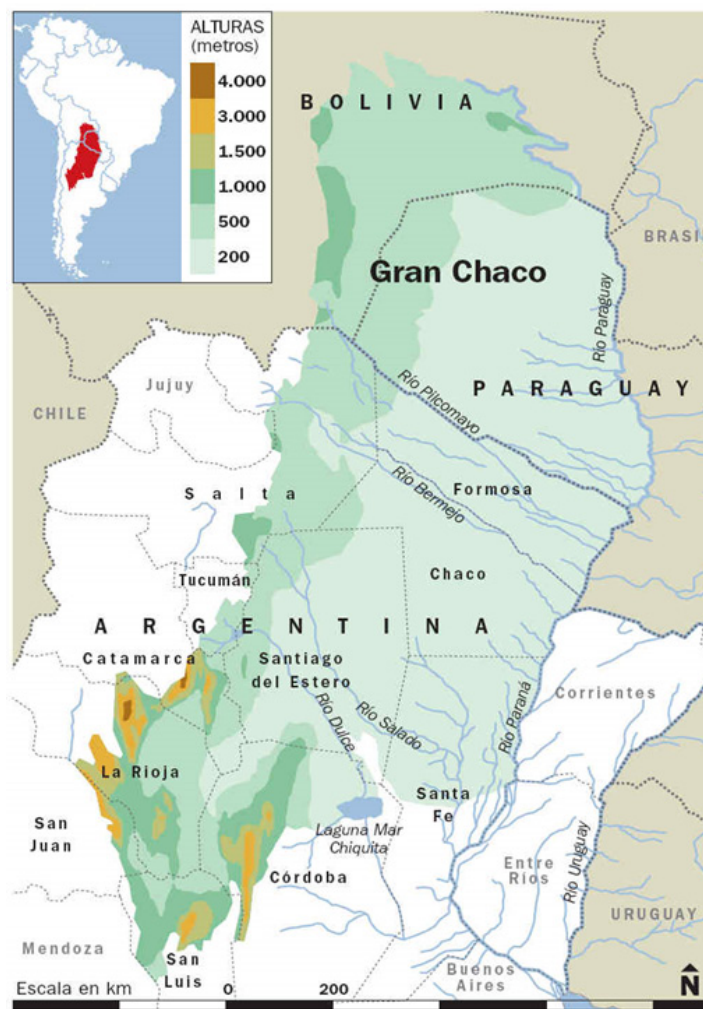 ALTURAS
(metros)
4.000
3.000
1.500
1.000
500
200
BOLIVIA
BRASI
Gran Chaco
Río Paraguay
PARAGUAY
Río Pilcomayo
Jujuy
CHILE
Salta
Río Bermejo
Formosa
Tucumán
Chaco
ARGENTINA
Catamarca
Santiago
del Estero
Corrientes
Río Dulce
Río Salado
Río Paraná
La Rioja
Santa
Fe
San
Juan
Laguna Mar
Chiquita
Córdoba
Entre
Ríos
Río Uruguay
URUGUAY
Mendoza
San
Luis
Buenos
Aires
N
Escala en km
0
200